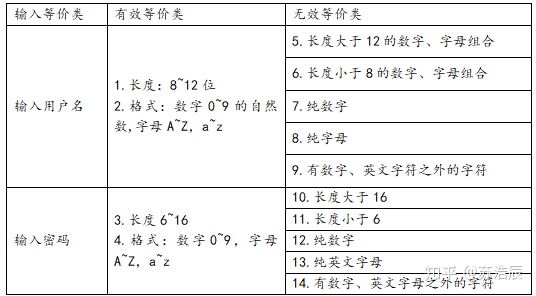 输入等价类
有效等价类
无效等价类
输入用户名
1.长度：8~12 位
2.格式：数字 0~9 的自然
数,字母 A~Z，a~z
5.长度大于 12 的数字、字母组合
6.长度小于 8 的数字、字母组合
7.纯数字
8.纯字母
9.有数字、英文字符之外的字符
输入密码
3.长度 6~16
4.格式：数字 0~9，字母
A~Z，a~z
10.长度大于 16
11.长度小于 6
12.纯数字
13.纯英文字母
14.有数字、英文字母之外的字符
知乎